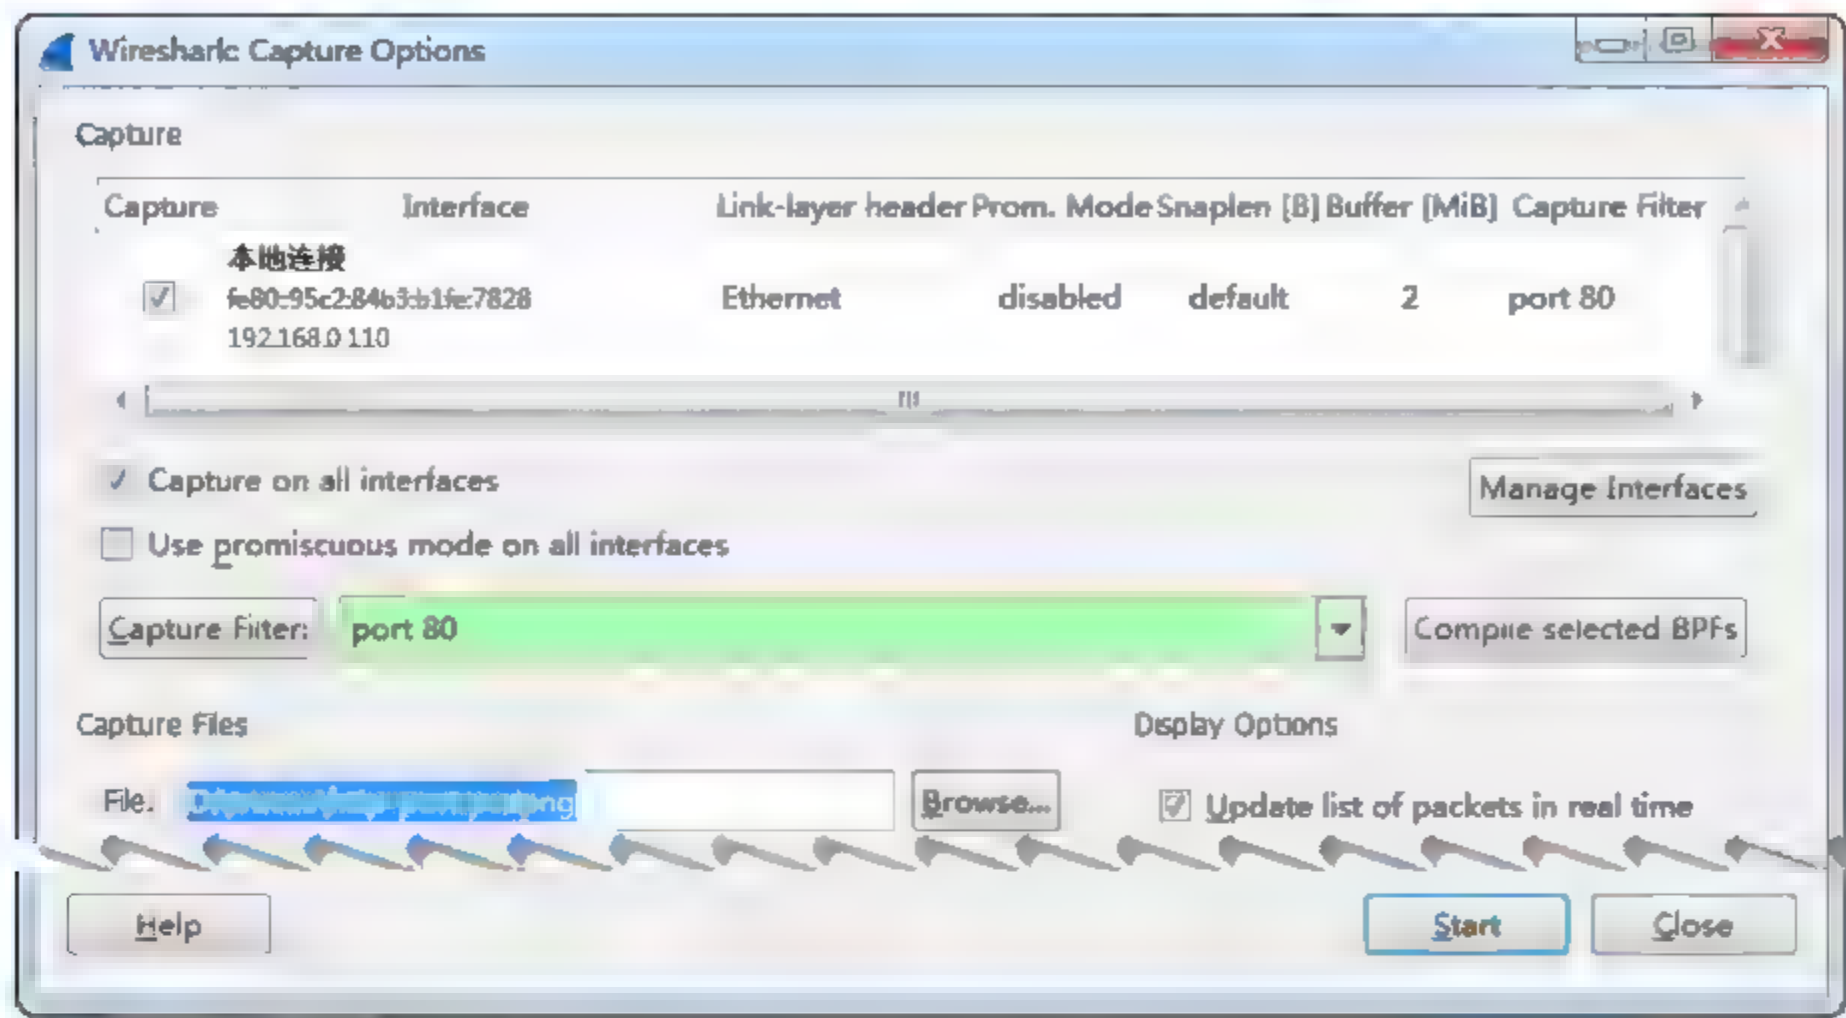 Wireshark: Capture Options
Capture
Capture Interface Link-layer header Prom. Mode Snaplen [B] Buffer [MiB] Capture Filter
本地连接
fe80::95c2:84b3:b1fe:7828 Ethernet disabled default 2 port 80
192.168.0.110
Capture on all interfaces
Manage Interfaces
Use promiscuous mode on all interfaces
Capture Filter: port 80 Compile selected BPFs
Capture Files Display Options
File: Browse... Update list of packets in real time
Help Start Close